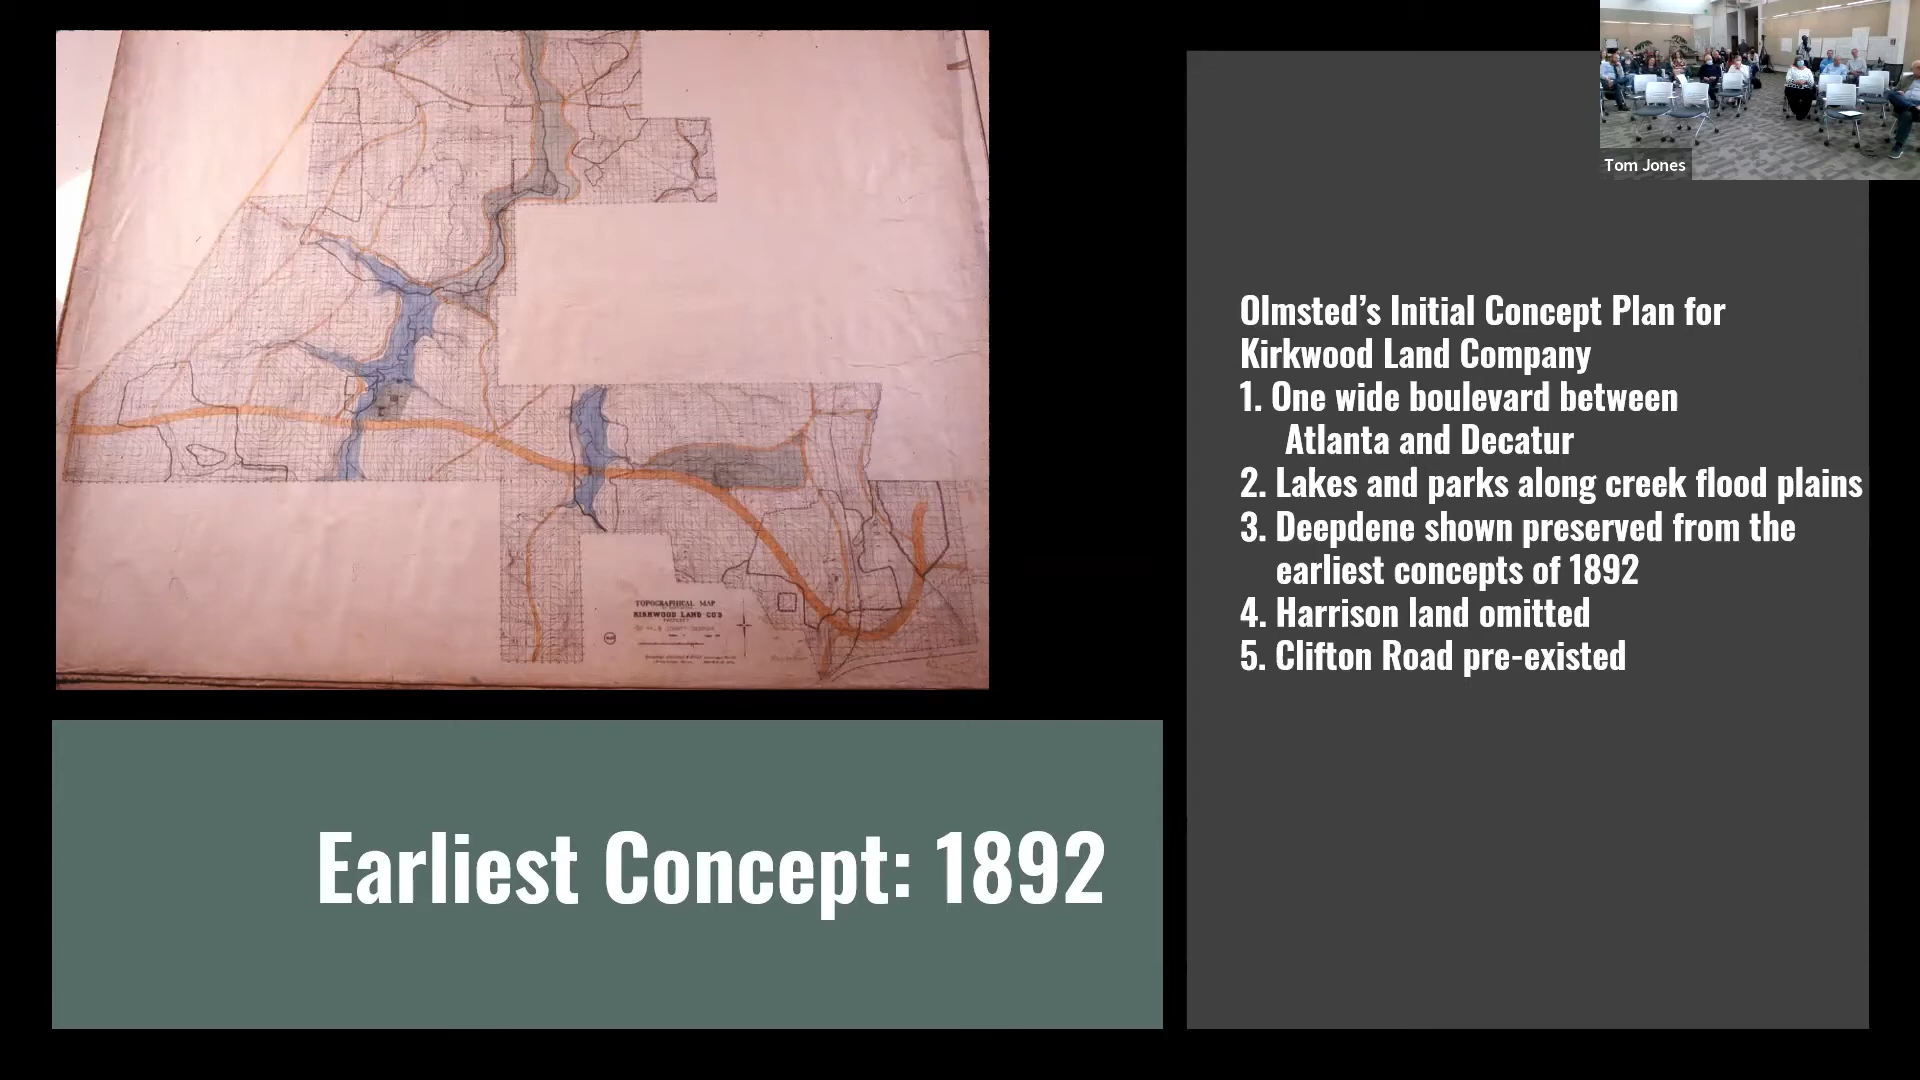 Tom Jones
Olmsted’s Initial Concept Plan for
Kirkwood Land Company
1. One wide boulevard between
Atlanta and Decatur
2. Lakes and parks along creek flood plains
3. Deepdene shown preserved from the
earliest concepts of 1892
4. Harrison land omitted
5. Clifton Road pre-existed
TOPOGRAPHICAL MAP
KIRKWOOD LAND CO'S
Earliest Concept: 1892